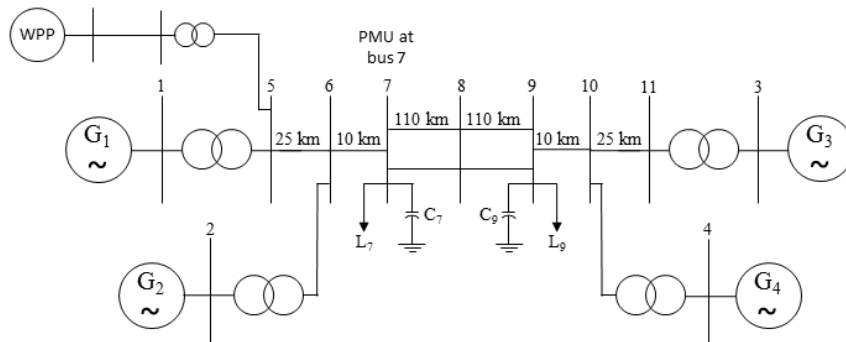 WPP
PMU at
bus 7
1
5
6
7
8
9
10
11
3
110 km
110 km
G₁
~
25 km
10 km
10 km
25 km
G₃
~
C₇
C₉
L₇
L₉
2
4
G₂
~
G₄
~